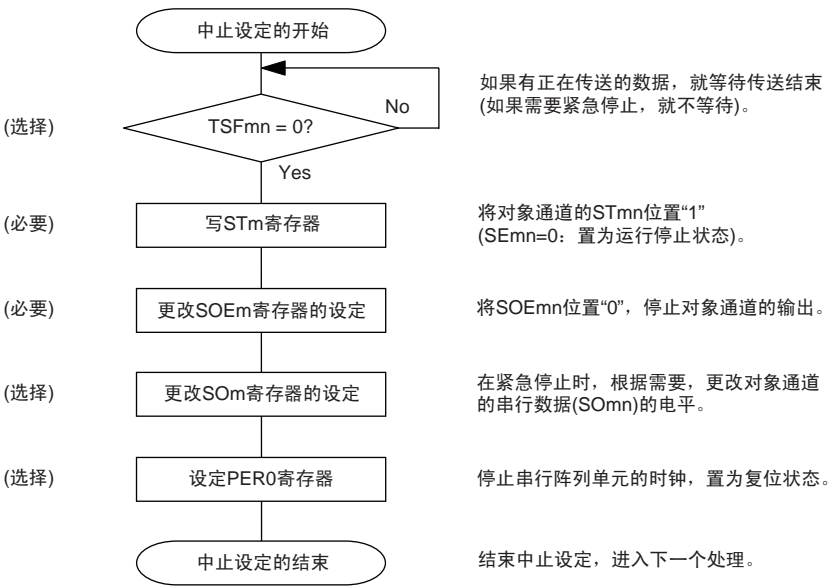 中止设定的开始
如果有正在传送的数据，就等待传送结束
(如果需要紧急停止，就不等待)。
(选择)
TSFmn = 0?
No
Yes
(必要)
写STm寄存器
将对象通道的STmn位置“1”
(SEmn=0：置为运行停止状态)。
(必要)
更改SOEm寄存器的设定
将SOEmn位置“0”，停止对象通道的输出。
(选择)
更改SOm寄存器的设定
在紧急停止时，根据需要，更改对象通道
的串行数据(SOmn)的电平。
(选择)
设定PER0寄存器
停止串行阵列单元的时钟，置为复位状态。
中止设定的结束
结束中止设定，进入下一个处理。